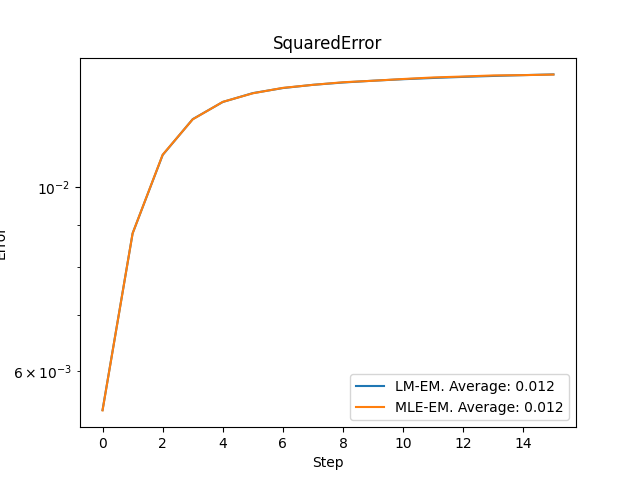 SquaredError
10⁻²
6 × 10⁻³
Error
LM-EM. Average: 0.012
MLE-EM. Average: 0.012
0 2 4 6 8 10 12 14
Step